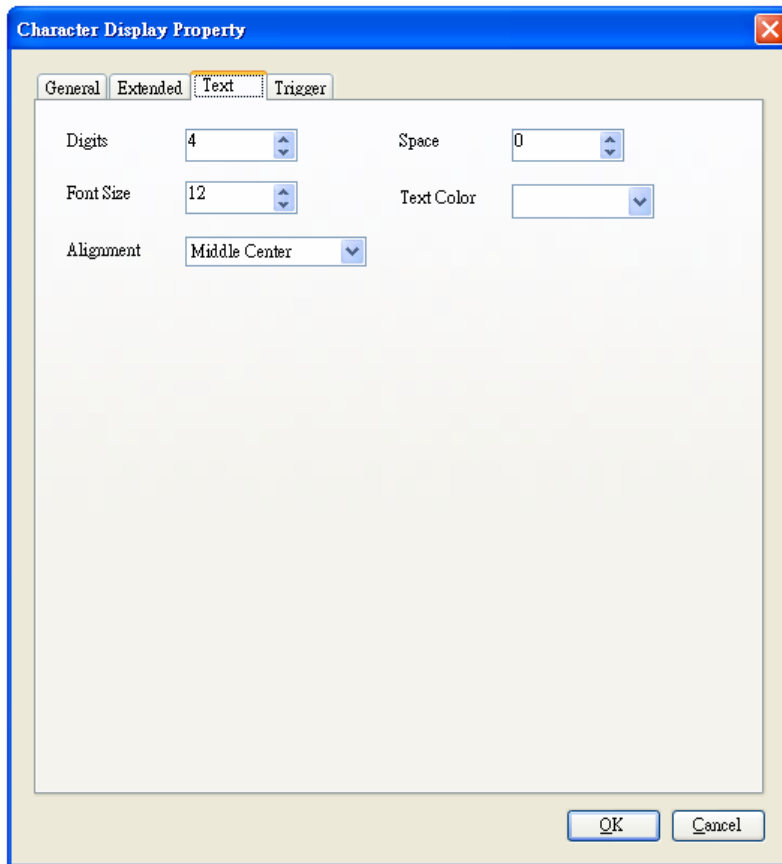 Character Display Property
General Extended Text Trigger
Digits 4 Space 0
Font Size 12 Text Color
Alignment Middle Center
OK Cancel